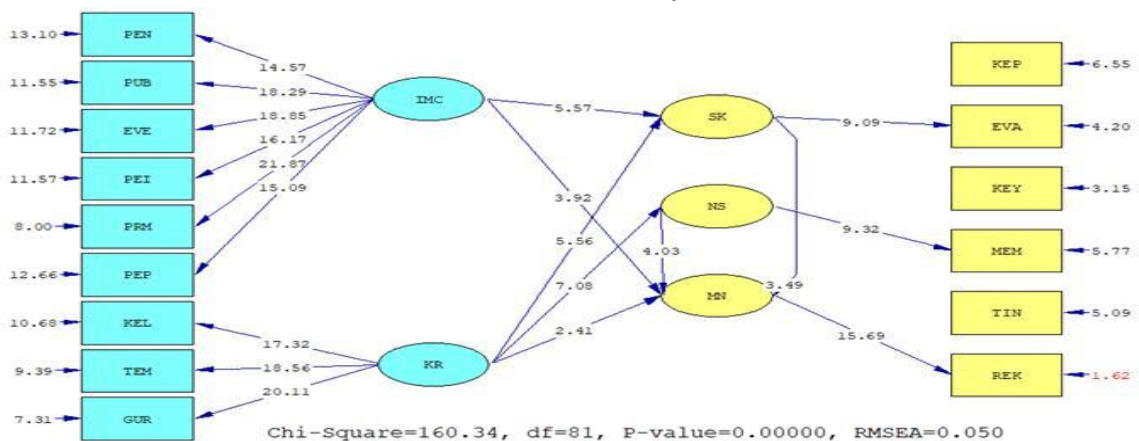 13.10 PEN
11.55 PUB
11.72 EVE
11.57 PEI
8.00 PRM
12.66 PEP
10.68 KEL
9.39 TEM
7.31 GUR
14.57
18.29
18.85
16.17
21.87
15.09
17.32
18.56
20.11
IMC
KR
5.57
3.92
5.56
7.08
2.41
SK
NS
4.03
MN
3.49
9.09
9.32
15.69
KEP 6.55
EVA 4.20
KEY 3.15
MEM 5.77
TIN 5.09
REK 1.62
Chi-Square=160.34, df=81, P-value=0.00000, RMSEA=0.050